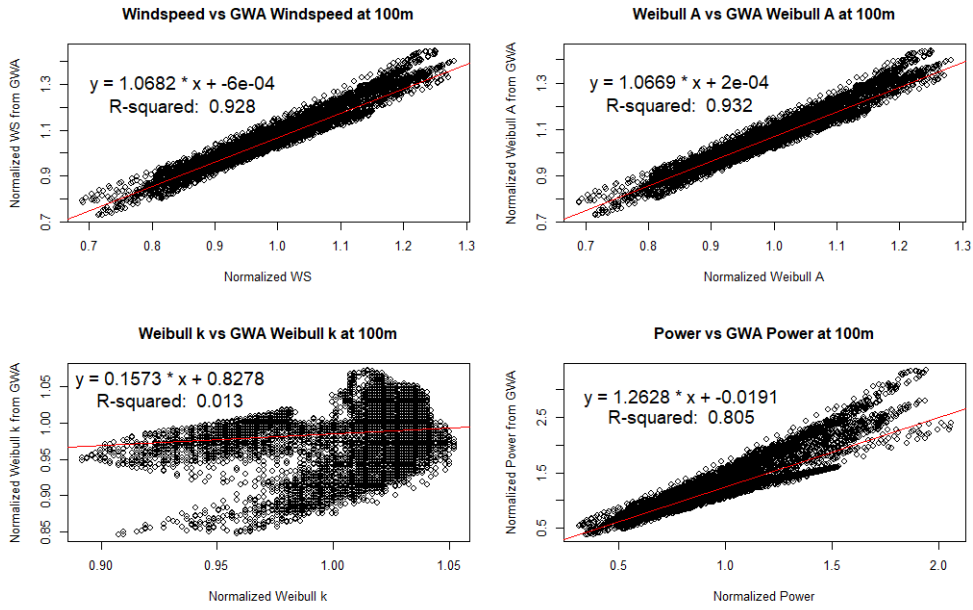 Windspeed vs GWA Windspeed at 100m
Normalized WS from GWA
y = 1.0682 * x + -6e-04
R-squared: 0.928
0.7 0.9 1.1 1.3
0.7 0.8 0.9 1.0 1.1 1.2 1.3
Normalized WS
Weibull A vs GWA Weibull A at 100m
Normalized Weibull A from GWA
y = 1.0669 * x + 2e-04
R-squared: 0.932
0.7 0.9 1.1 1.3
0.7 0.8 0.9 1.0 1.1 1.2 1.3
Normalized Weibull A
Weibull k vs GWA Weibull k at 100m
Normalized Weibull k from GWA
y = 0.1573 * x + 0.8278
R-squared: 0.013
0.85 0.90 0.95 1.00 1.05
0.90 0.95 1.00 1.05
Normalized Weibull k
Power vs GWA Power at 100m
Normalized Power from GWA
y = 1.2628 * x + -0.0191
R-squared: 0.805
0.5 1.5 2.5
0.5 1.0 1.5 2.0
Normalized Power